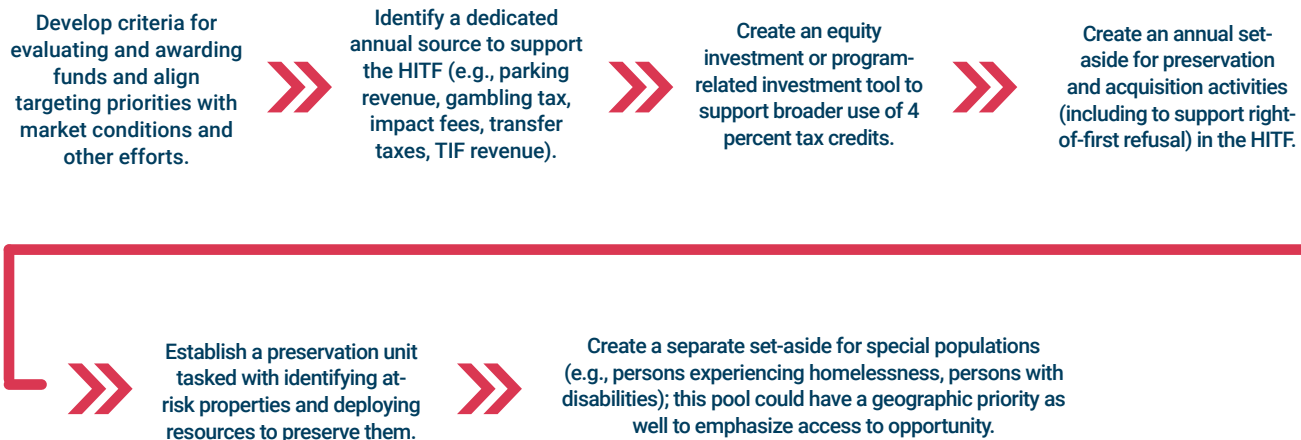 Develop criteria for
evaluating and awarding
funds and align
targeting priorities with
market conditions and
other efforts.
Identify a dedicated
annual source to support
the HITF (e.g., parking
revenue, gambling tax,
impact fees, transfer
taxes, TIF revenue).
Create an equity
investment or program-
related investment tool to
support broader use of 4
percent tax credits.
Create an annual set-
aside for preservation
and acquisition activities
(including to support right-
of-first refusal) in the HITF.
Establish a preservation unit
tasked with identifying at-
risk properties and deploying
resources to preserve them.
Create a separate set-aside for special populations
(e.g., persons experiencing homelessness, persons with
disabilities); this pool could have a geographic priority as
well to emphasize access to opportunity.